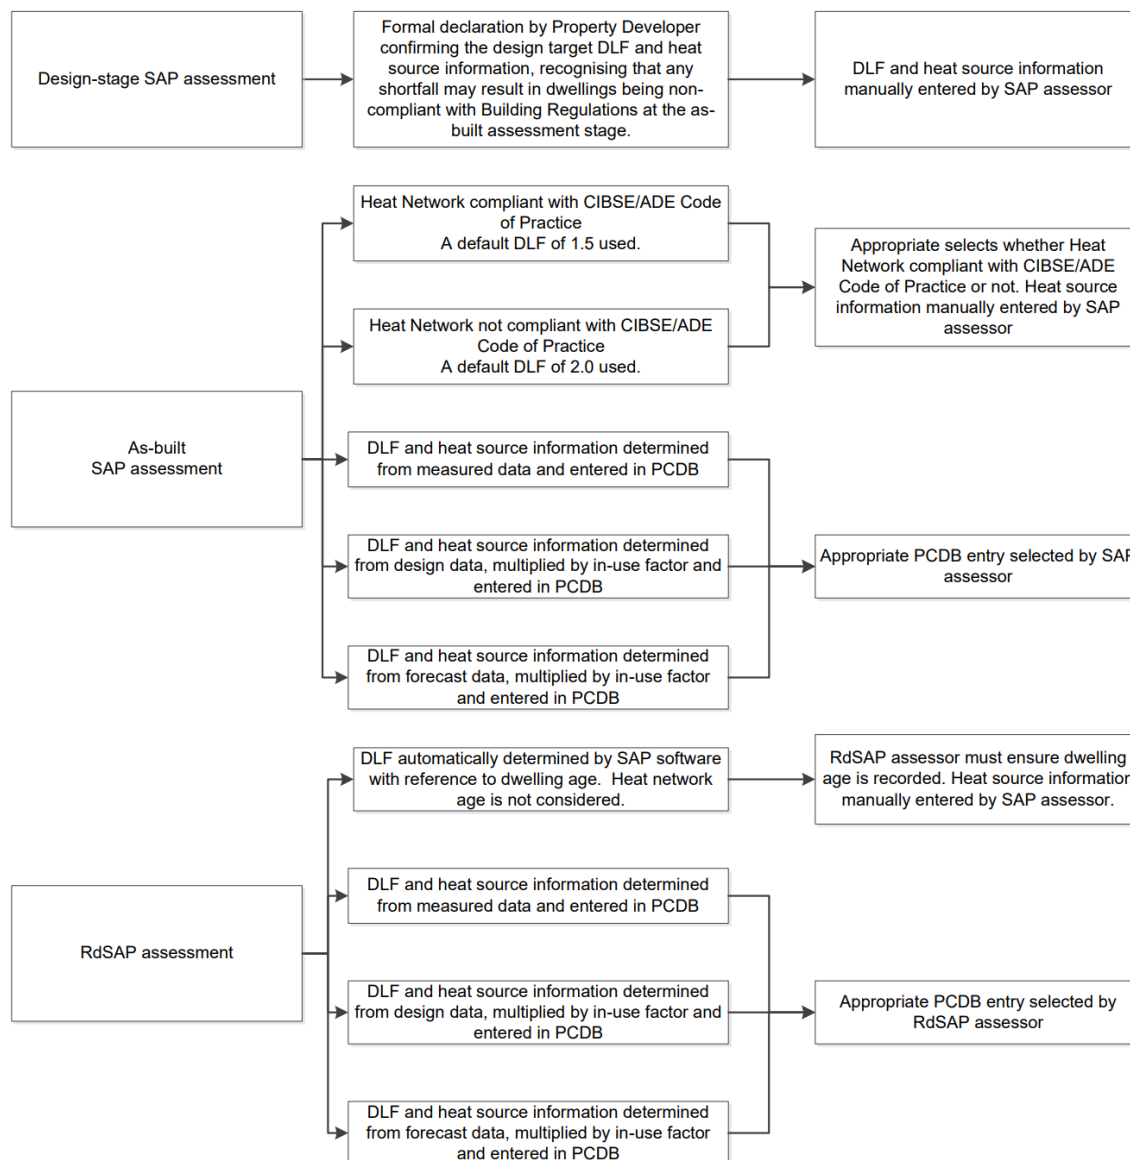 Design-stage SAP assessment
Formal declaration by Property Developer
confirming the design target DLF and heat
source information, recognising that any
shortfall may result in dwellings being non-
compliant with Building Regulations at the as-
built assessment stage.
DLF and heat source information
manually entered by SAP assessor
As-built
SAP assessment
Heat Network compliant with CIBSE/ADE Code
of Practice
A default DLF of 1.5 used.
Heat Network not compliant with CIBSE/ADE
Code of Practice
A default DLF of 2.0 used.
Appropriate selects whether Heat
Network compliant with CIBSE/ADE
Code of Practice or not. Heat source
information manually entered by SAP
assessor
DLF and heat source information determined
from measured data and entered in PCDB
DLF and heat source information determined
from design data, multiplied by in-use factor and
entered in PCDB
DLF and heat source information determined
from forecast data, multiplied by in-use factor
and entered in PCDB
Appropriate PCDB entry selected by SAP
assessor
RdSAP assessment
DLF automatically determined by SAP software
with reference to dwelling age. Heat network
age is not considered.
RdSAP assessor must ensure dwelling
age is recorded. Heat source information
manually entered by SAP assessor.
DLF and heat source information determined
from measured data and entered in PCDB
DLF and heat source information determined
from design data, multiplied by in-use factor and
entered in PCDB
DLF and heat source information determined
from forecast data, multiplied by in-use factor
and entered in PCDB
Appropriate PCDB entry selected by
RdSAP assessor